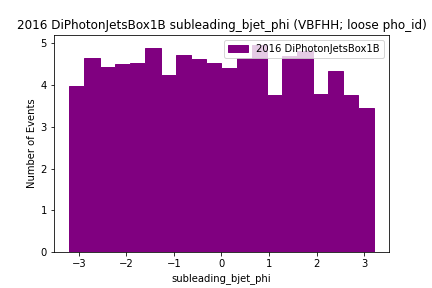 2016 DiPhotonJetsBox1B subleading_bjet_phi (VBFHH; loose pho_id)
2016 DiPhotonJetsBox1B
Number of Events
5
4
3
2
1
0
−3 −2 −1 0 1 2 3
subleading_bjet_phi